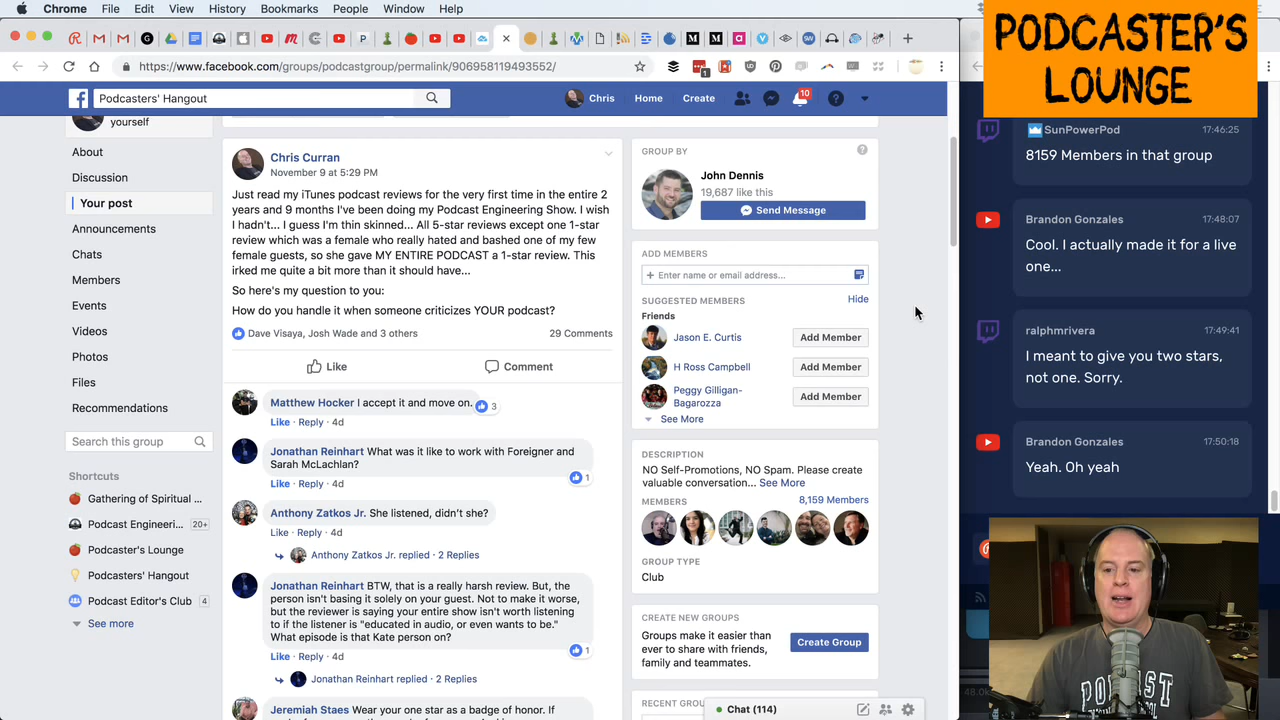 Chrome File Edit View History Bookmarks People Window Help
PODCASTER'S
LOUNGE
https://www.facebook.com/groups/podcastgroup/permalink/906958119493552/
1
Podcasters' Hangout
Chris Home Create
10
yourself
About
Discussion
Your post
Announcements
Chats
Members
Events
Videos
Photos
Files
Recommendations
Search this group
Shortcuts
Gathering of Spiritual ...
Podcast Engineeri... 20+
Podcaster's Lounge
Podcasters' Hangout
Podcast Editor's Club 4
See more
Chris Curran
November 9 at 5:29 PM
Just read my iTunes podcast reviews for the very first time in the entire 2
years and 9 months I've been doing my Podcast Engineering Show. I wish
I hadn't... I guess I'm thin skinned... All 5-star reviews except one 1-star
review which was a female who really hated and bashed one of my few
female guests, so she gave MY ENTIRE PODCAST a 1-star review. This
irked me quite a bit more than it should have...
So here's my question to you:
How do you handle it when someone criticizes YOUR podcast?
Dave Visaya, Josh Wade and 3 others 29 Comments
Like Comment
Matthew Hocker I accept it and move on. 3
Like · Reply · 4d
Jonathan Reinhart What was it like to work with Foreigner and
Sarah McLachlan?
1
Like · Reply · 4d
Anthony Zatkos Jr. She listened, didn't she?
Like · Reply · 4d
Anthony Zatkos Jr. replied · 2 Replies
Jonathan Reinhart BTW, that is a really harsh review. But, the
person isn't basing it solely on your guest. Not to make it worse,
but the reviewer is saying your entire show isn't worth listening
to if the listener is "educated in audio, or even wants to be."
What episode is that Kate person on?
1
Like · Reply · 4d
Jonathan Reinhart replied · 2 Replies
Jeremiah Staes Wear your one star as a badge of honor. If
GROUP BY
John Dennis
19,687 like this
Send Message
ADD MEMBERS
+ Enter name or email address...
SUGGESTED MEMBERS Hide
Friends
Jason E. Curtis Add Member
H Ross Campbell Add Member
Peggy Gilligan-
Bagarozza Add Member
See More
DESCRIPTION
NO Self-Promotions, NO Spam. Please create
valuable conversation... See More
MEMBERS 8,159 Members
GROUP TYPE
Club
CREATE NEW GROUPS
Groups make it easier than
ever to share with friends,
family and teammates.
Create Group
RECENT GROU
Chat (114)
SunPowerPod 17:46:25
8159 Members in that group
Brandon Gonzales 17:48:07
Cool. I actually made it for a live
one...
ralphmrivera 17:49:41
I meant to give you two stars,
not one. Sorry.
Brandon Gonzales 17:50:18
Yeah. Oh yeah
48.0k